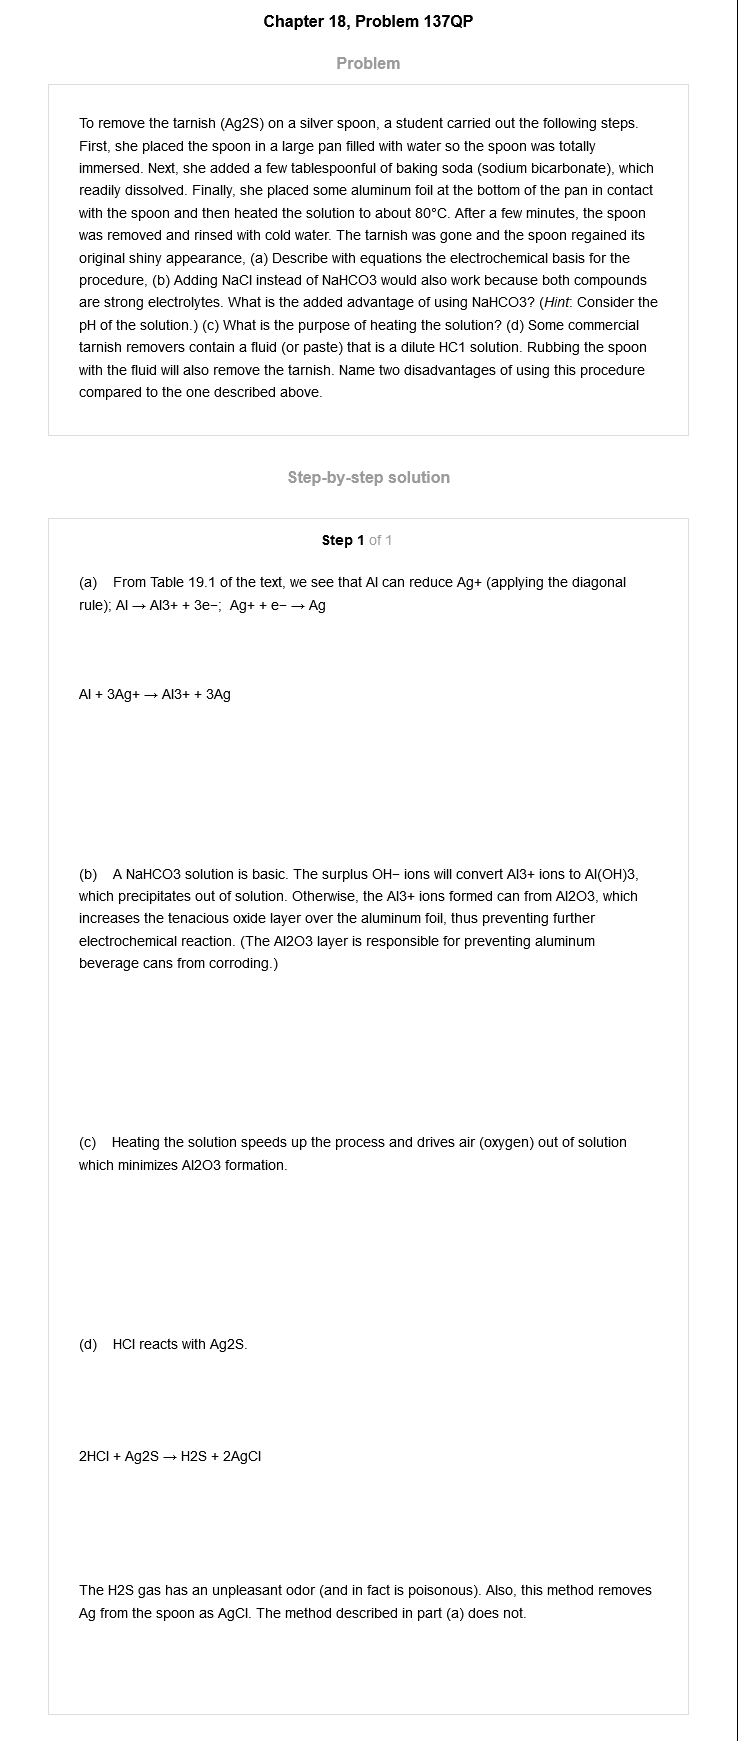 Chapter 18, Problem 137QP
Problem
To remove the tarnish (Ag2S) on a silver spoon, a student carried out the following steps.
First, she placed the spoon in a large pan filled with water so the spoon was totally
immersed. Next, she added a few tablespoonful of baking soda (sodium bicarbonate), which
readily dissolved. Finally, she placed some aluminum foil at the bottom of the pan in contact
with the spoon and then heated the solution to about 80°C. After a few minutes, the spoon
was removed and rinsed with cold water. The tarnish was gone and the spoon regained its
original shiny appearance, (a) Describe with equations the electrochemical basis for the
procedure, (b) Adding NaCl instead of NaHCO3 would also work because both compounds
are strong electrolytes. What is the added advantage of using NaHCO3? (Hint: Consider the
pH of the solution.) (c) What is the purpose of heating the solution? (d) Some commercial
tarnish removers contain a fluid (or paste) that is a dilute HC1 solution. Rubbing the spoon
with the fluid will also remove the tarnish. Name two disadvantages of using this procedure
compared to the one described above.
Step-by-step solution
Step 1 of 1
(a) From Table 19.1 of the text, we see that Al can reduce Ag+ (applying the diagonal
rule); Al → Al3+ + 3e−; Ag+ + e− → Ag
Al + 3Ag+ → Al3+ + 3Ag
(b) A NaHCO3 solution is basic. The surplus OH− ions will convert Al3+ ions to Al(OH)3,
which precipitates out of solution. Otherwise, the Al3+ ions formed can from Al2O3, which
increases the tenacious oxide layer over the aluminum foil, thus preventing further
electrochemical reaction. (The Al2O3 layer is responsible for preventing aluminum
beverage cans from corroding.)
(c) Heating the solution speeds up the process and drives air (oxygen) out of solution
which minimizes Al2O3 formation.
(d) HCl reacts with Ag2S.
2HCl + Ag2S → H2S + 2AgCl
The H2S gas has an unpleasant odor (and in fact is poisonous). Also, this method removes
Ag from the spoon as AgCl. The method described in part (a) does not.